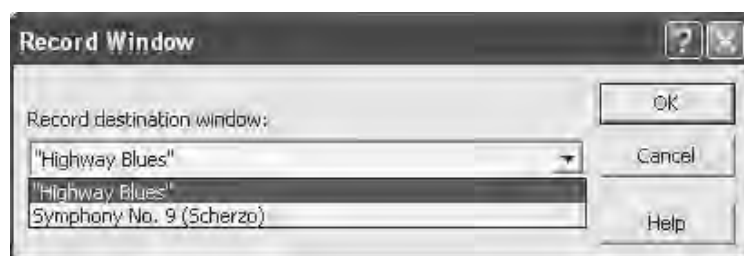 Record Window
Record destination window:
"Highway Blues"
"Highway Blues"
Symphony No. 9 (Scherzo)
OK
Cancel
Help